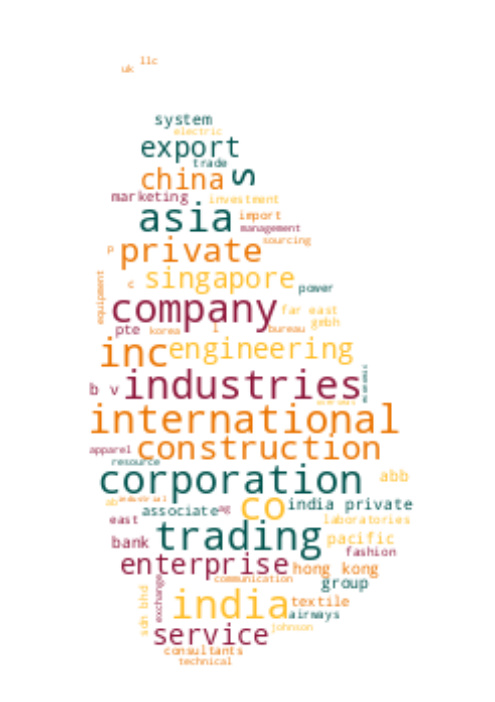 llc
uk
system
electric
export
trade
china s
marketing investment
asia import
management
p private sourcing
c singapore power
equipment
company far east
pte korea l bureau gmbh
inc engineering
b v industries
economic
international
apparel construction
resource
corporation abb
ab industrial co india private
associate ag
east laboratories
trading
bank pacific
fashion
enterprise hong kong
communication group
sdn bhd exchange india textile
airways
service johnson
consultants
technical